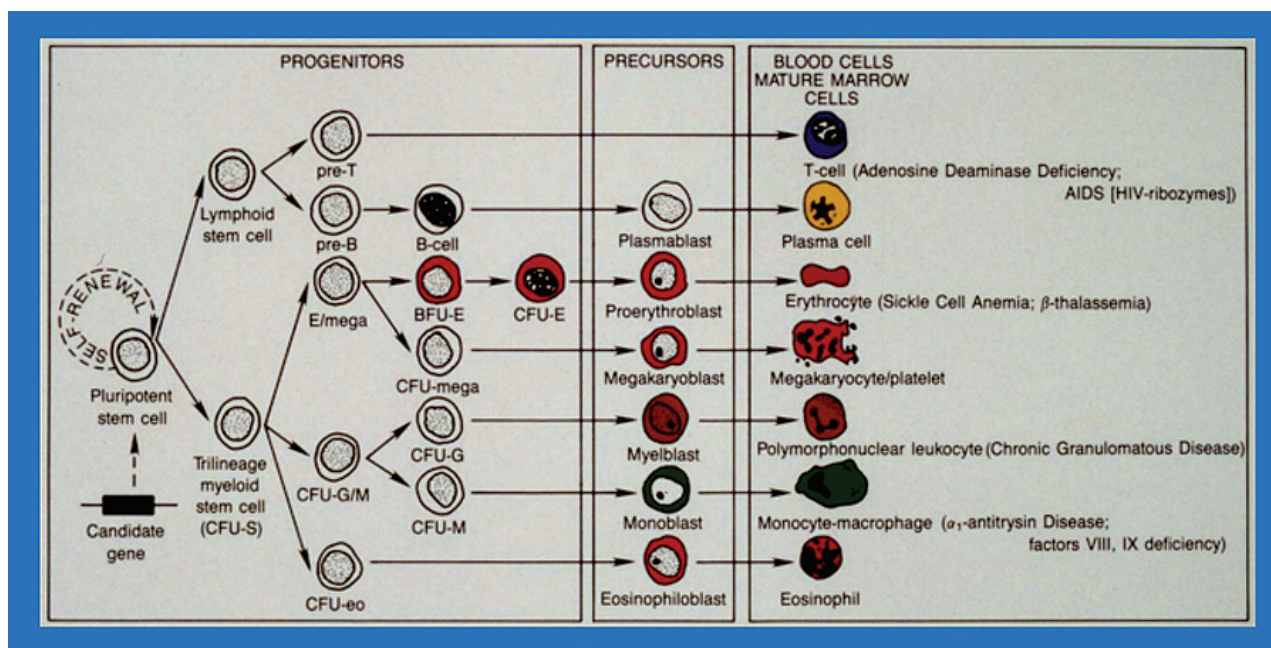 PROGENITORS
PRECURSORS
BLOOD CELLS
MATURE MARROW
CELLS
pre-T
T-cell (Adenosine Deaminase Deficiency;
AIDS [HIV-ribozymes])
Lymphoid
stem cell
pre-B
B-cell
Plasmablast
Plasma cell
SELF-RENEWAL
E/mega
BFU-E
CFU-E
Proerythroblast
Erythrocyte (Sickle Cell Anemia; β-thalassemia)
CFU-mega
Megakaryoblast
Megakaryocyte/platelet
Pluripotent
stem cell
Trilineage
myeloid
stem cell
(CFU-S)
CFU-G/M
CFU-G
Myelblast
Polymorphonuclear leukocyte (Chronic Granulomatous Disease)
CFU-M
Monoblast
Monocyte-macrophage (α₁-antitrysin Disease;
factors VIII, IX deficiency)
Candidate
gene
CFU-eo
Eosinophiloblast
Eosinophil